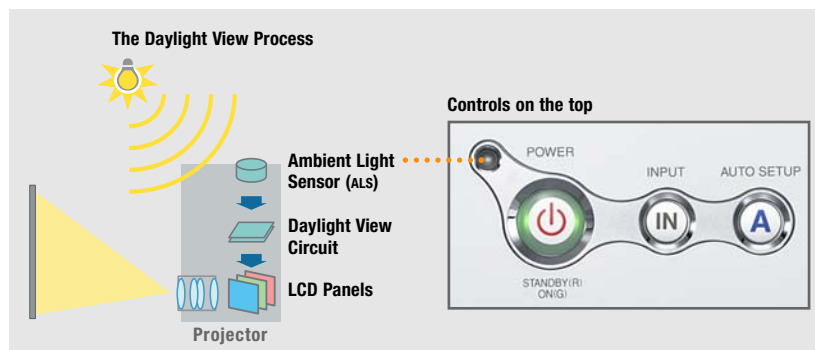 The Daylight View Process
Ambient Light
Sensor (ALS)
Daylight View
Circuit
LCD Panels
Projector
Controls on the top
POWER
INPUT
AUTO SETUP
IN
A
STANDBY(R)
ON(G)